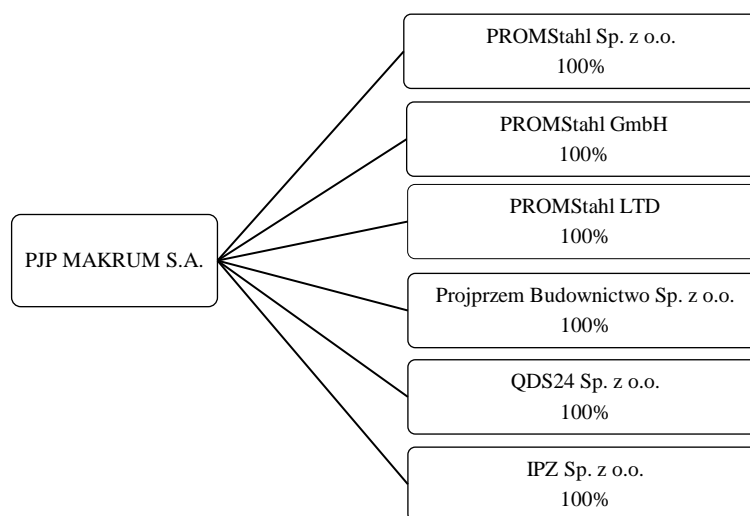 PROMStahl Sp. z o.o.
100%
PROMStahl GmbH
100%
PROMStahl LTD
100%
PJP MAKRUM S.A.
Projprzem Budownictwo Sp. z o.o.
100%
QDS24 Sp. z o.o.
100%
IPZ Sp. z o.o.
100%